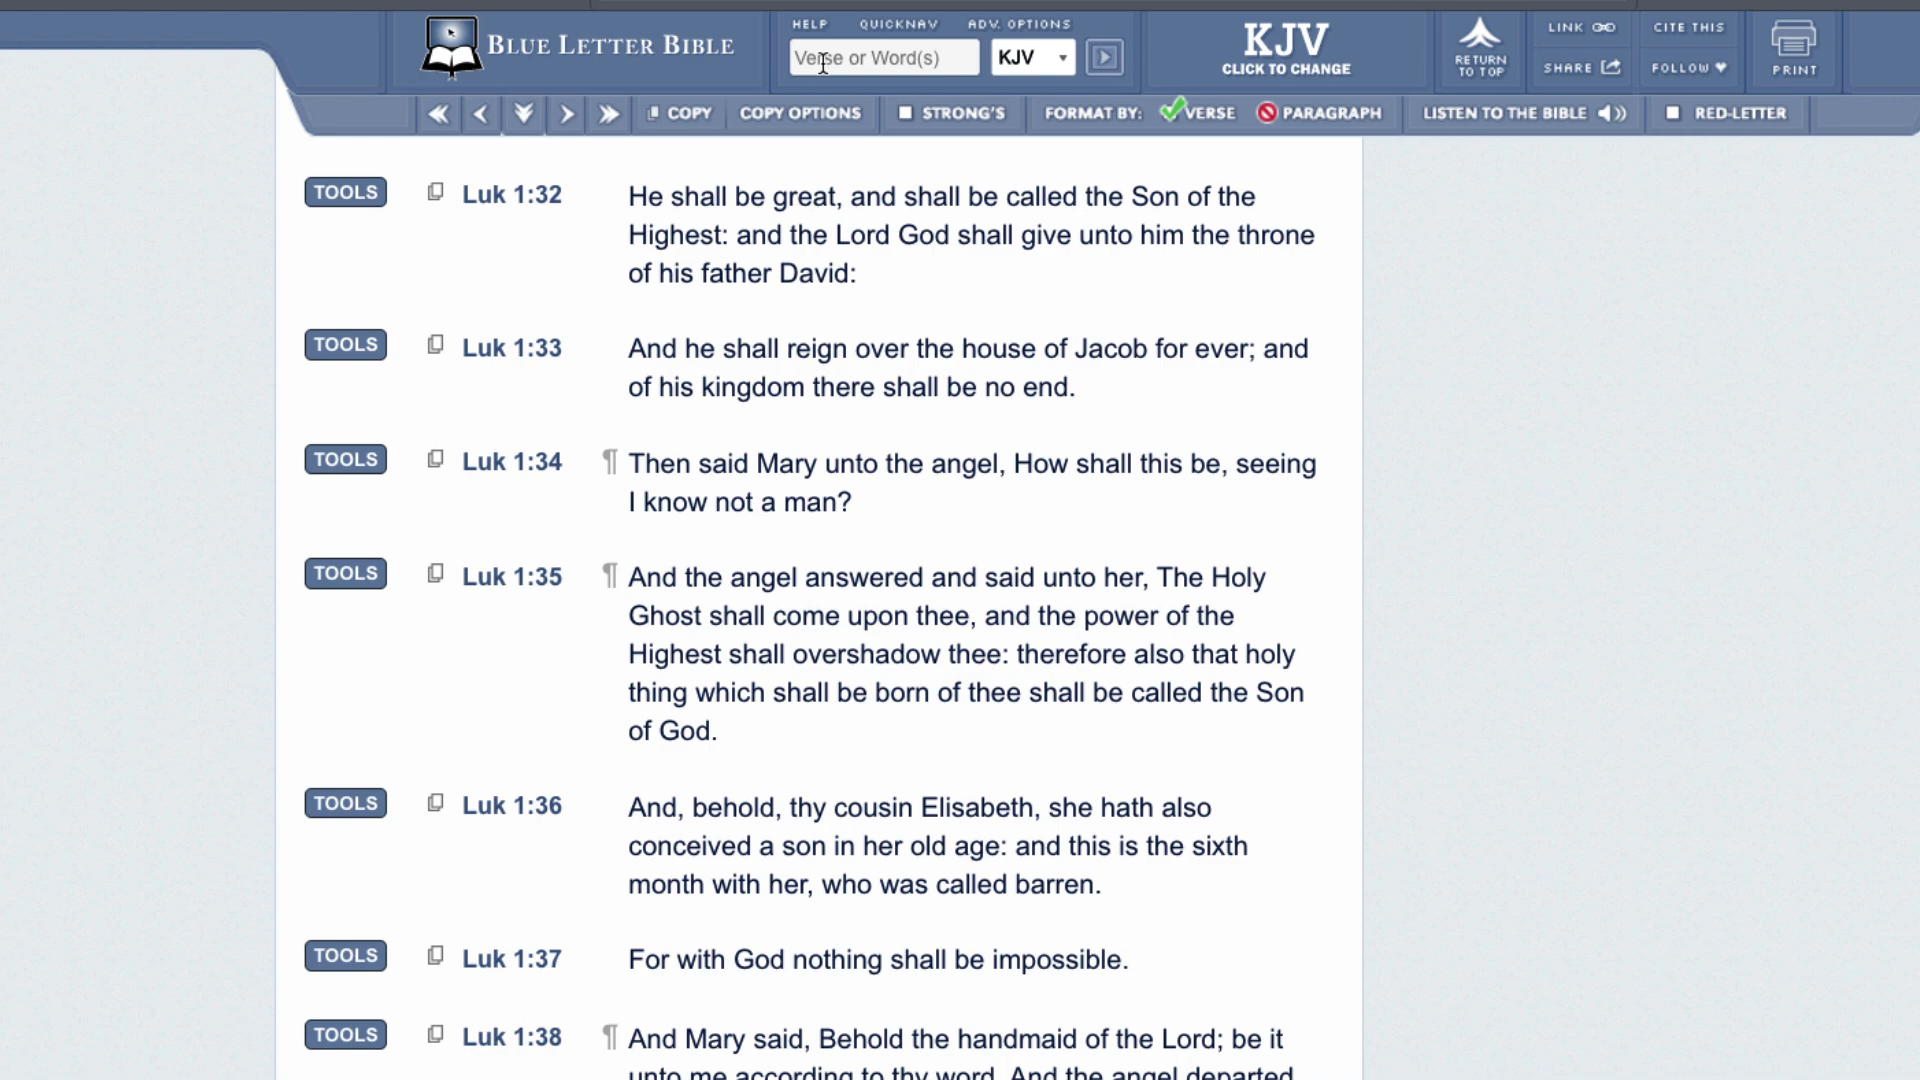 HELP QUICKNAV ADV. OPTIONS
BLUE LETTER BIBLE
Verse or Word(s)
KJV
KJV
CLICK TO CHANGE
RETURN
TO TOP
LINK
SHARE
CITE THIS
FOLLOW
PRINT
COPY COPY OPTIONS STRONG'S FORMAT BY: VERSE PARAGRAPH LISTEN TO THE BIBLE RED-LETTER
TOOLS Luk 1:32 He shall be great, and shall be called the Son of the
Highest: and the Lord God shall give unto him the throne
of his father David:
TOOLS Luk 1:33 And he shall reign over the house of Jacob for ever; and
of his kingdom there shall be no end.
TOOLS Luk 1:34 ¶ Then said Mary unto the angel, How shall this be, seeing
I know not a man?
TOOLS Luk 1:35 ¶ And the angel answered and said unto her, The Holy
Ghost shall come upon thee, and the power of the
Highest shall overshadow thee: therefore also that holy
thing which shall be born of thee shall be called the Son
of God.
TOOLS Luk 1:36 And, behold, thy cousin Elisabeth, she hath also
conceived a son in her old age: and this is the sixth
month with her, who was called barren.
TOOLS Luk 1:37 For with God nothing shall be impossible.
TOOLS Luk 1:38 ¶ And Mary said, Behold the handmaid of the Lord; be it
unto me according to thy word. And the angel departed